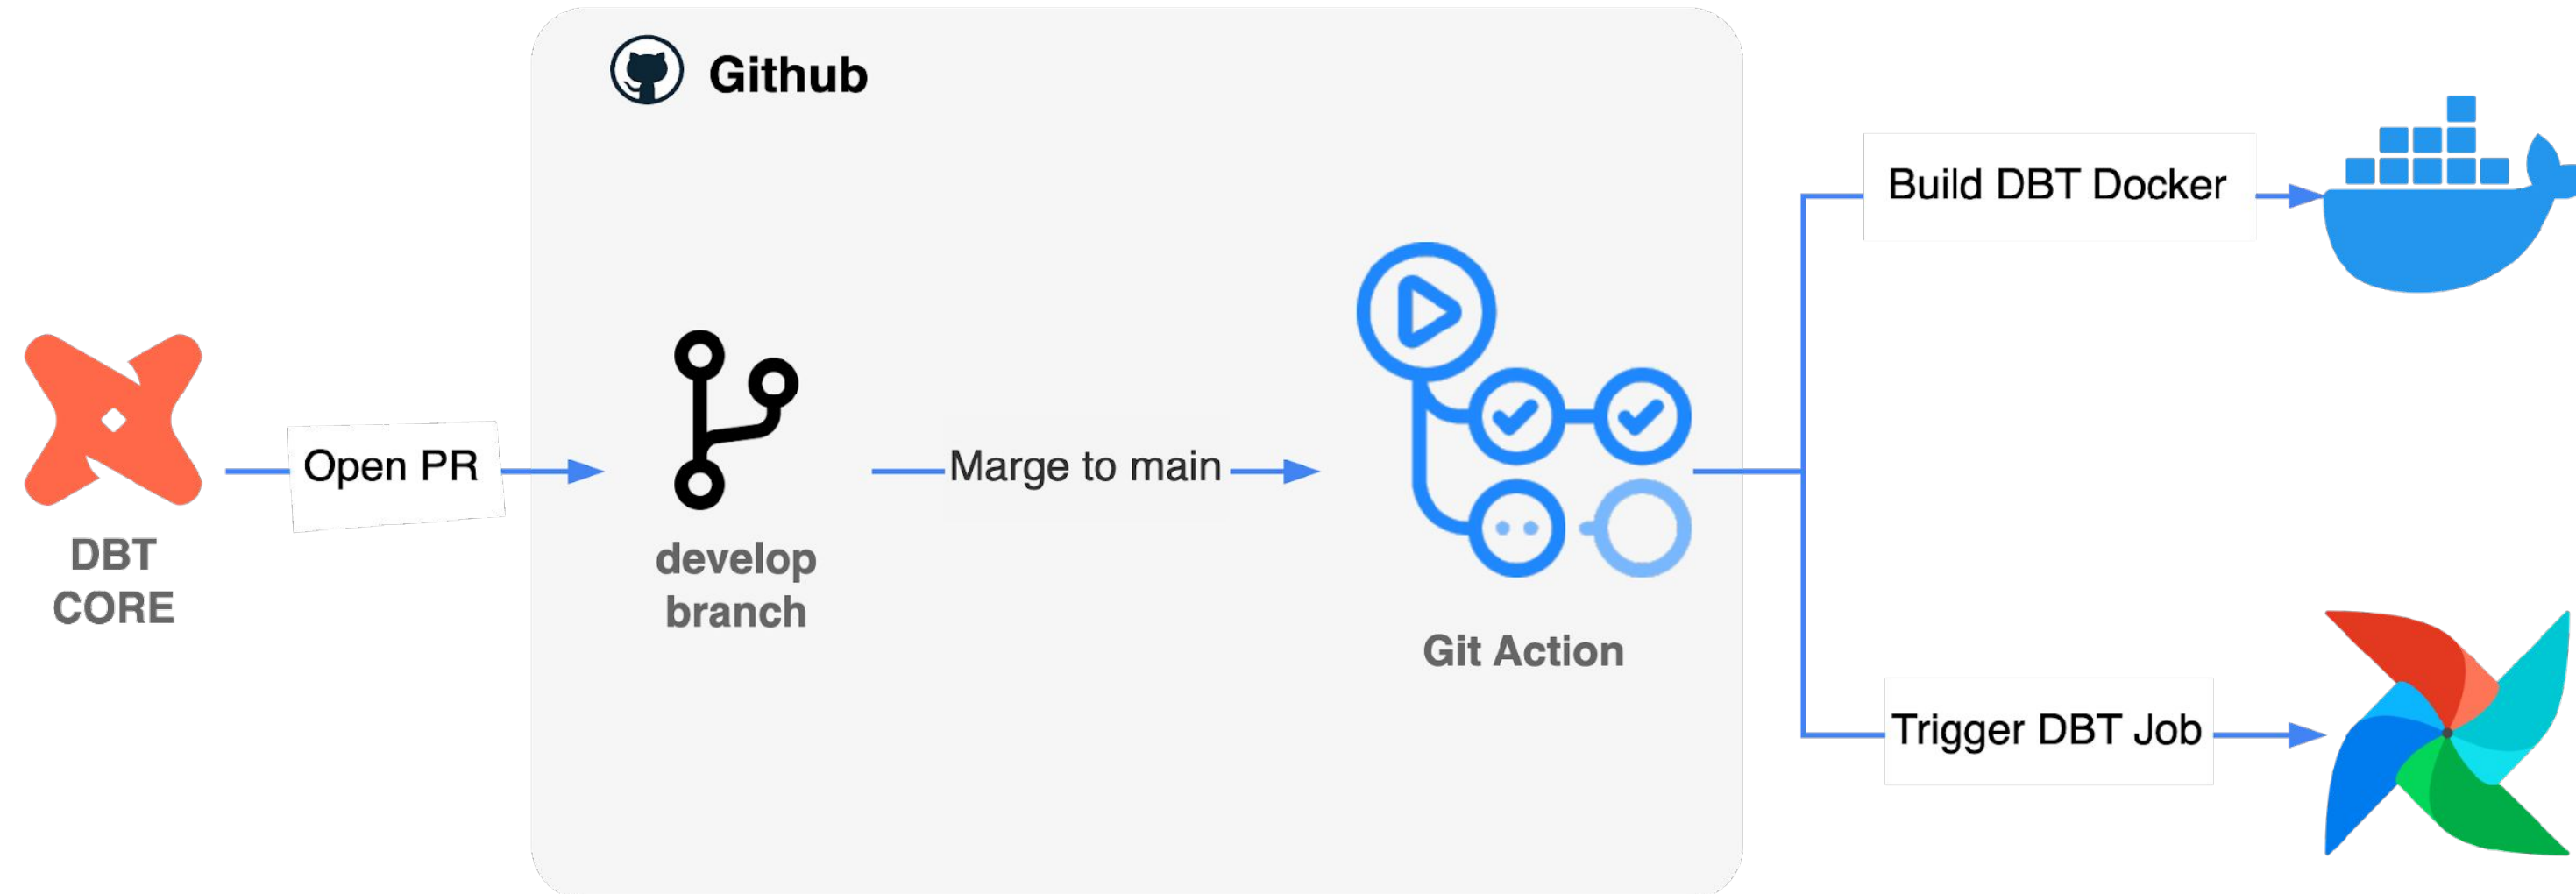 Github
DBT
CORE
Open PR
develop
branch
Marge to main
Git Action
Build DBT Docker
Trigger DBT Job